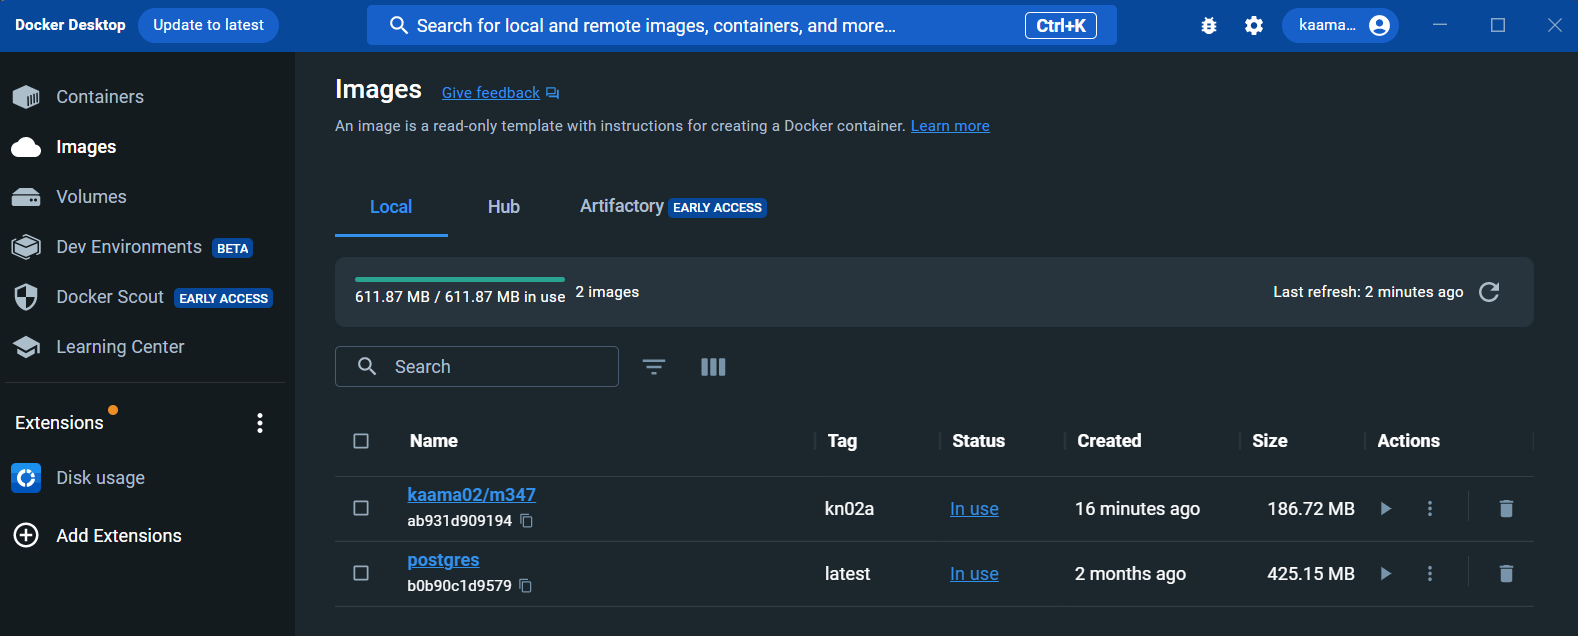 Docker Desktop
Update to latest
Search for local and remote images, containers, and more...
Ctrl+K
kaama...
Containers
Images
Volumes
Dev Environments BETA
Docker Scout EARLY ACCESS
Learning Center
Extensions
Disk usage
Add Extensions
Images Give feedback
An image is a read-only template with instructions for creating a Docker container. Learn more
Local Hub Artifactory EARLY ACCESS
611.87 MB / 611.87 MB in use 2 images Last refresh: 2 minutes ago
Search
Name Tag Status Created Size Actions
kaama02/m347
ab931d909194
kn02a In use 16 minutes ago 186.72 MB
postgres
b0b90c1d9579
latest In use 2 months ago 425.15 MB